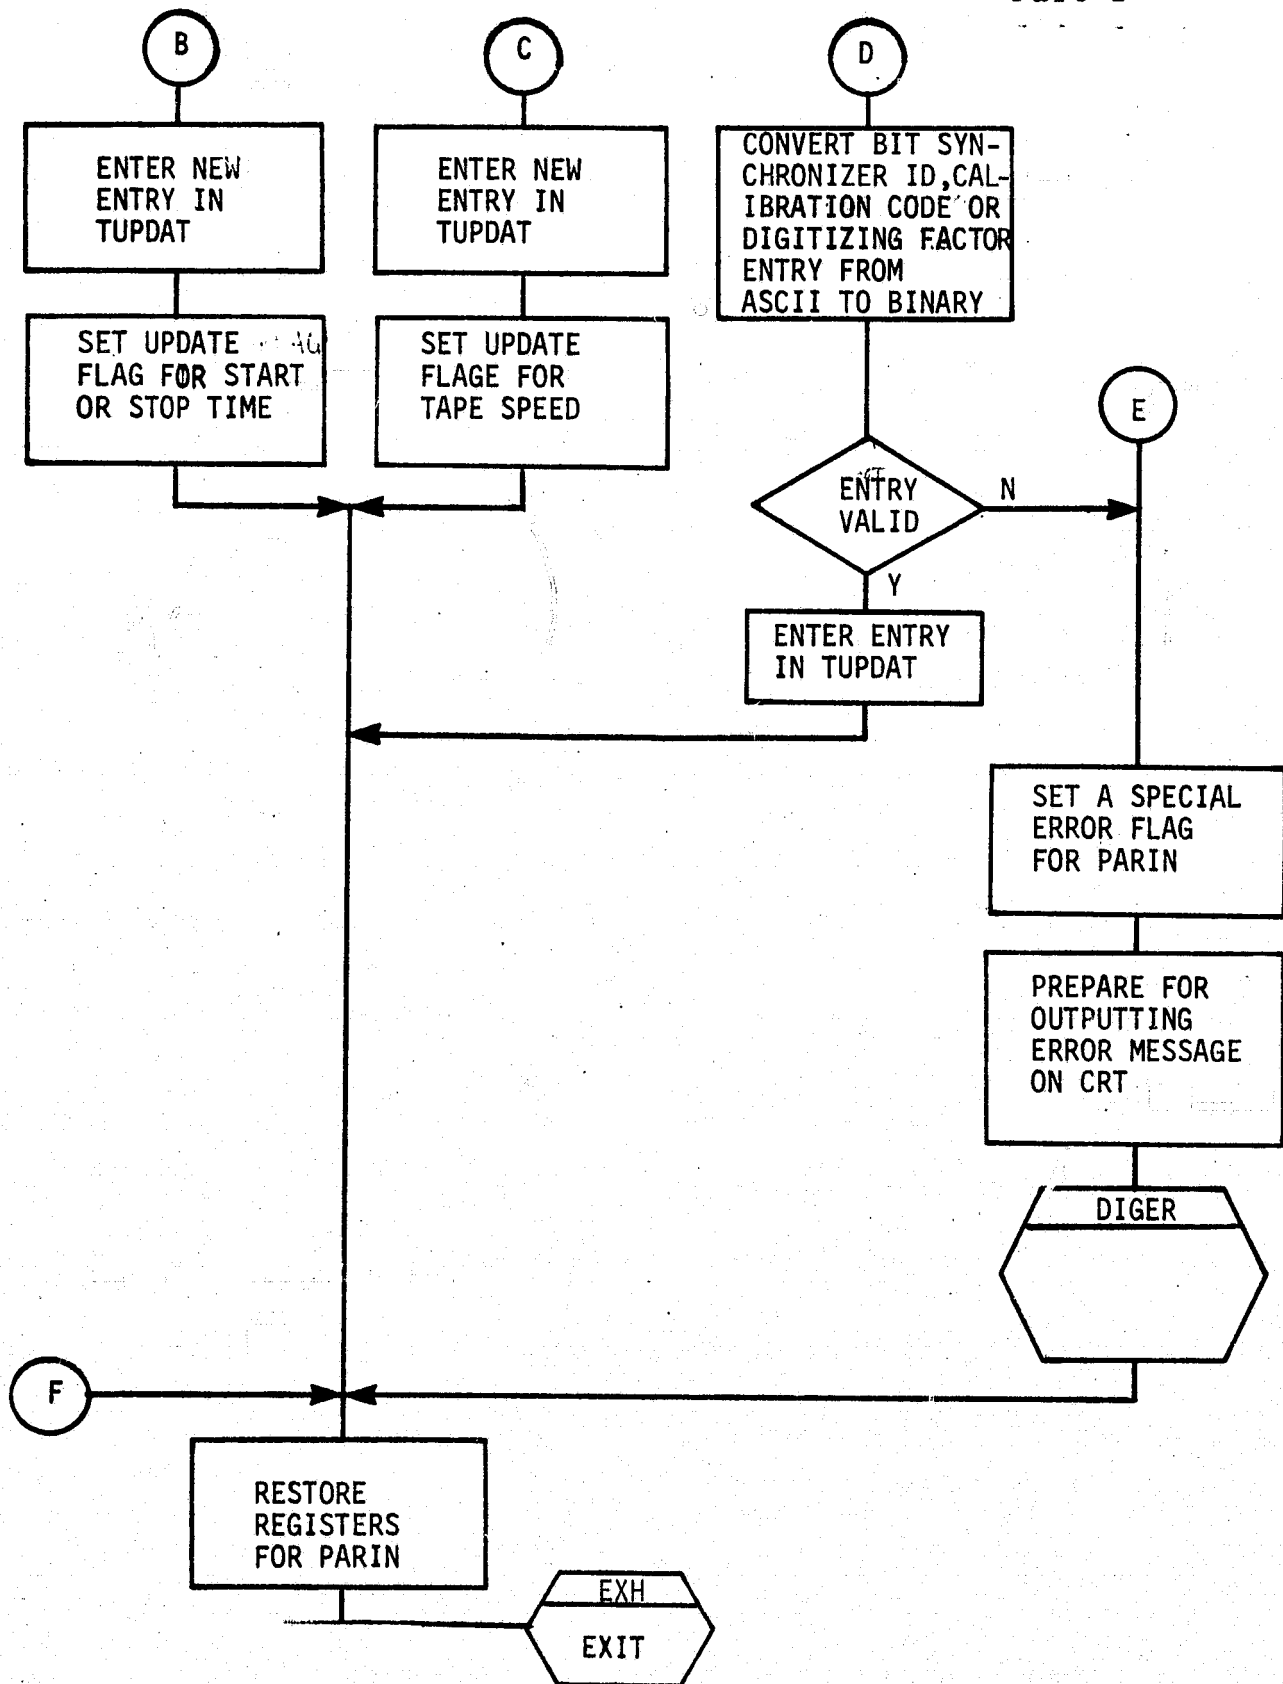 B
C
D
ENTER NEW
ENTRY IN
TUPDAT
ENTER NEW
ENTRY IN
TUPDAT
CONVERT BIT SYN-
CHRONIZER ID,CAL-
IBRATION CODE OR
DIGITIZING FACTOR
ENTRY FROM
ASCII TO BINARY
SET UPDATE
FLAG FOR START
OR STOP TIME
SET UPDATE
FLAGE FOR
TAPE SPEED
E
ENTRY
VALID
N
Y
ENTER ENTRY
IN TUPDAT
SET A SPECIAL
ERROR FLAG
FOR PARIN
PREPARE FOR
OUTPUTTING
ERROR MESSAGE
ON CRT
DIGER
F
RESTORE
REGISTERS
FOR PARIN
EXH
EXIT